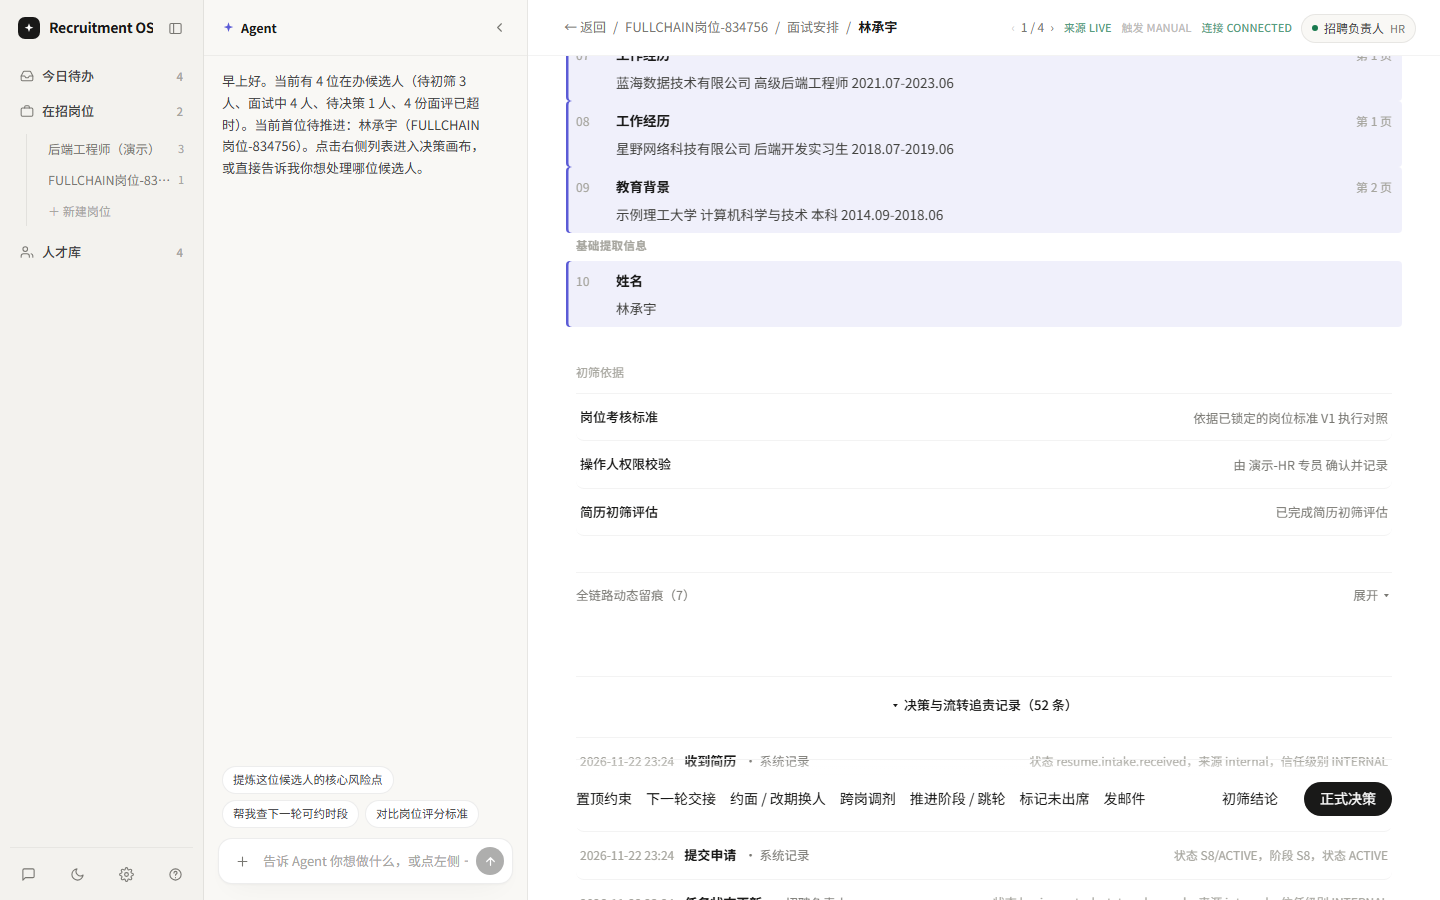 Recruitment OS
今日待办 4
在招岗位 2
后端工程师（演示） 3
FULLCHAIN岗位-83··· 1
+ 新建岗位
人才库 4
Agent
早上好。当前有 4 位在办候选人（待初筛 3
人、面试中 4 人、待决策 1 人、4 份面评已超
时）。当前首位待推进：林承宇（FULLCHAIN
岗位-834756）。点击右侧列表进入决策画布，
或直接告诉我你想处理哪位候选人。
提炼这位候选人的核心风险点
帮我查下一轮可约时段
对比岗位评分标准
告诉 Agent 你想做什么，或点左侧
← 返回 / FULLCHAIN岗位-834756 / 面试安排 / 林承宇
‹ 1 / 4 › 来源 LIVE 触发 MANUAL 连接 CONNECTED 招聘负责人 HR
07 工作经历 第 1 页
蓝海数据技术有限公司 高级后端工程师 2021.07-2023.06
08 工作经历 第 1 页
星野网络科技有限公司 后端开发实习生 2018.07-2019.06
09 教育背景 第 2 页
示例理工大学 计算机科学与技术 本科 2014.09-2018.06
基础提取信息
10 姓名
林承宇
初筛依据
岗位考核标准 依据已锁定的岗位标准 V1 执行对照
操作人权限校验 由 演示-HR 专员 确认并记录
简历初筛评估 已完成简历初筛评估
全链路动态留痕（7） 展开
决策与流转追责记录（52 条）
2026-11-22 23:24 收到简历 • 系统记录 状态 resume.intake.received，来源 internal，信任级别 INTERNAL
置顶约束 下一轮交接 约面 / 改期换人 跨岗调剂 推进阶段 / 跳轮 标记未出席 发邮件 初筛结论 正式决策
2026-11-22 23:24 提交申请 • 系统记录 状态 S8/ACTIVE，阶段 S8，状态 ACTIVE